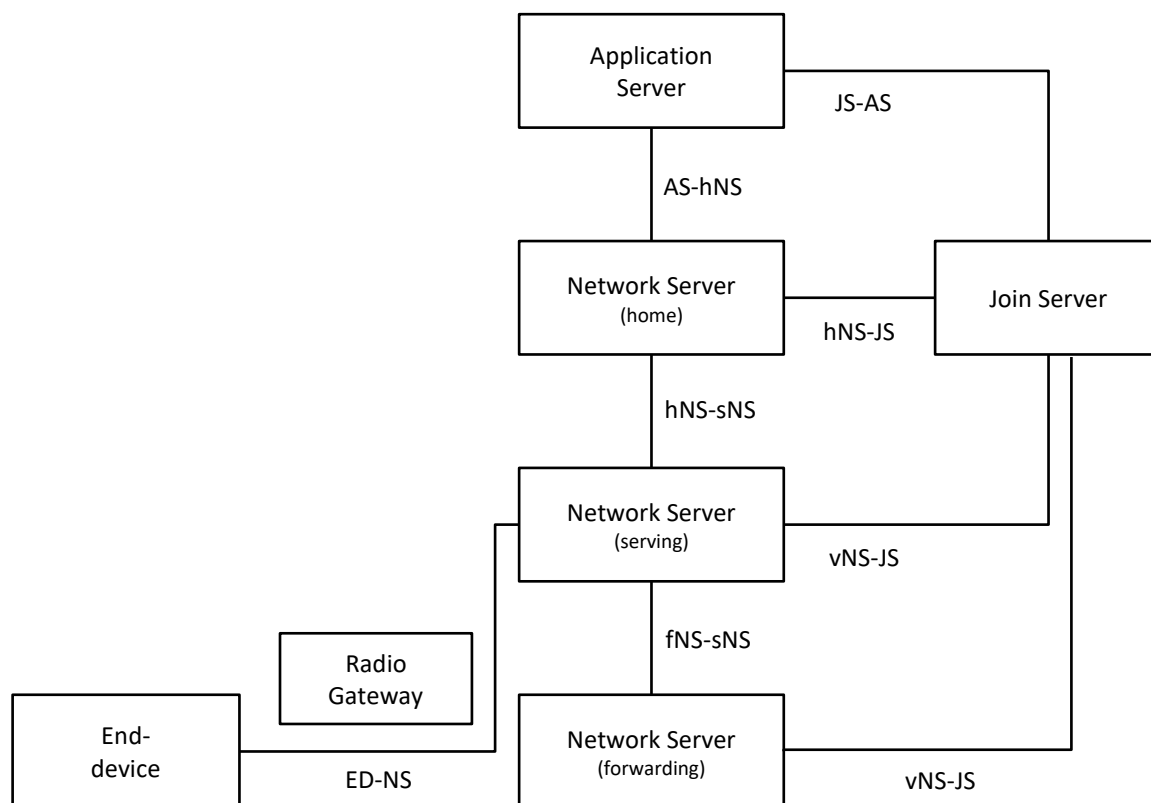 Application
Server
JS-AS
AS-hNS
Network Server
(home)
Join Server
hNS-JS
hNS-sNS
Network Server
(serving)
vNS-JS
fNS-sNS
Radio
Gateway
End-
device
Network Server
(forwarding)
ED-NS
vNS-JS